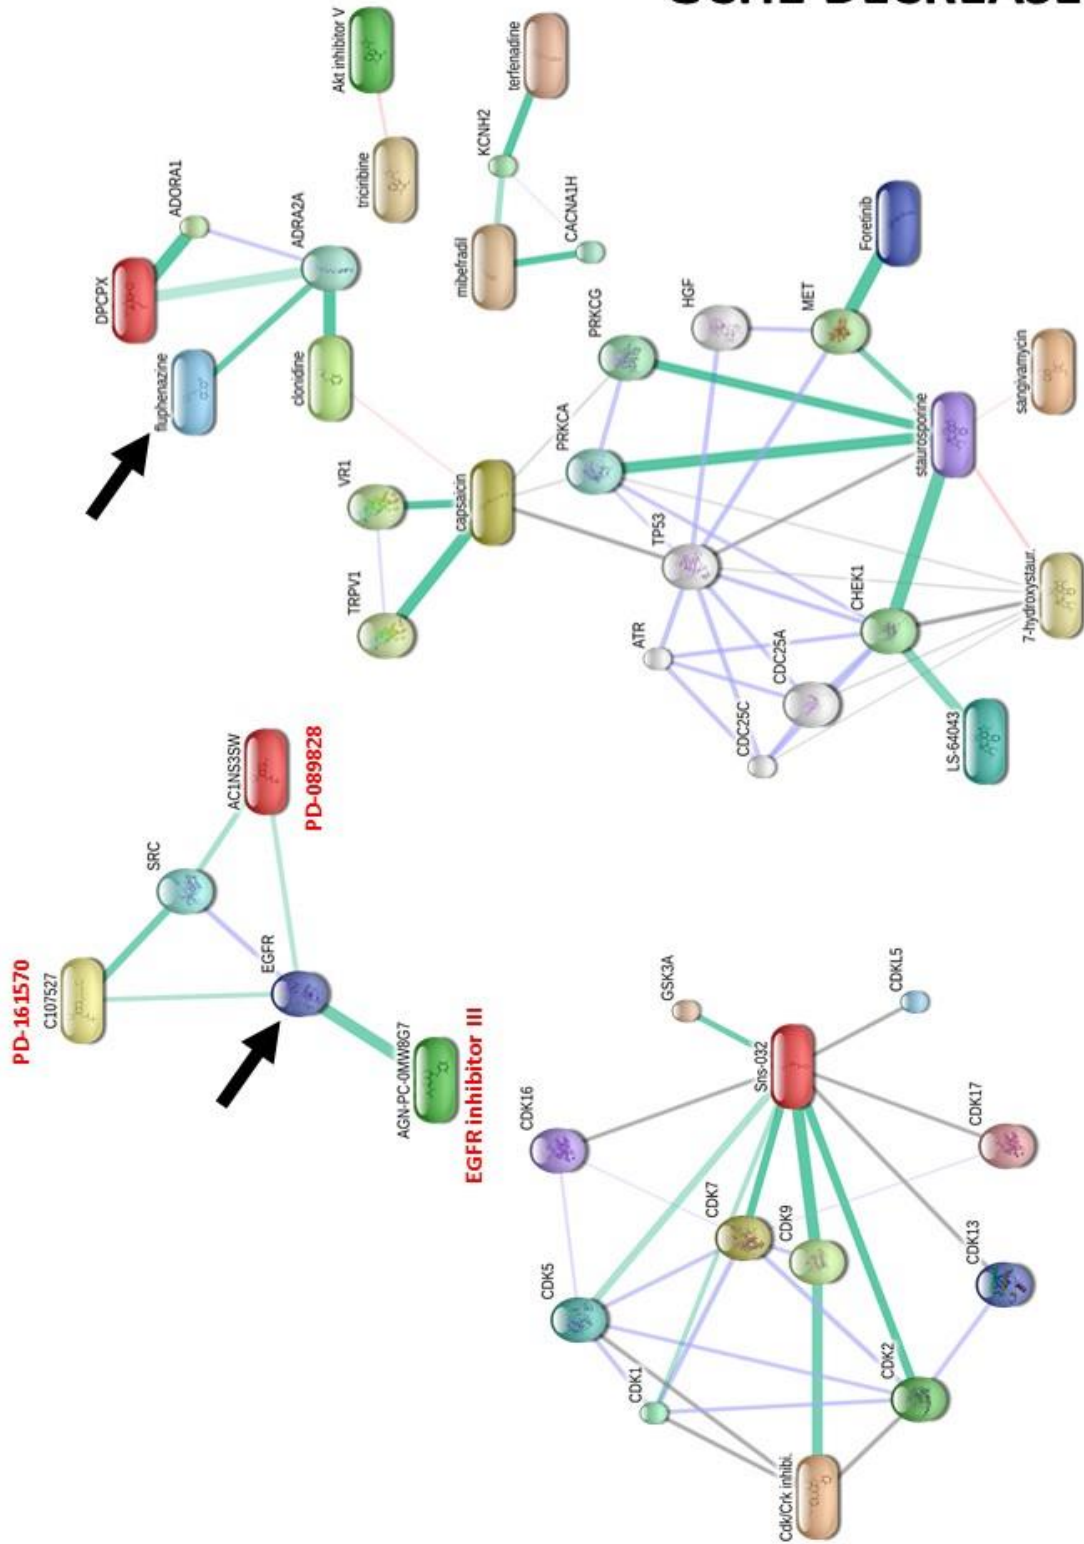 DECREASE
Akt inhibitor V
triciribine
terfenadine
KCNH2
mibefradil
CACNA1H
ADORA1
DPCPX
ADRA2A
fluphenazine
clonidine
VR1
TRPV1
capsaicin
PRKCG
PRKCA
HGF
MET
Foretinib
TP53
staurosporine
sangivamycin
ATR
CDC25A
CDC25C
CHEK1
7-hydroxystaur.
LS-64043
AC1NS3SW
PD-089828
SRC
PD-161570
C107527
EGFR
AGN-PC-0MW8G7
EGFR inhibitor III
GSK3A
CDKL5
Sns-032
CDK16
CDK17
CDK7
CDK9
CDK13
CDK5
CDK1
CDK2
Cdk/Crk inhibi.